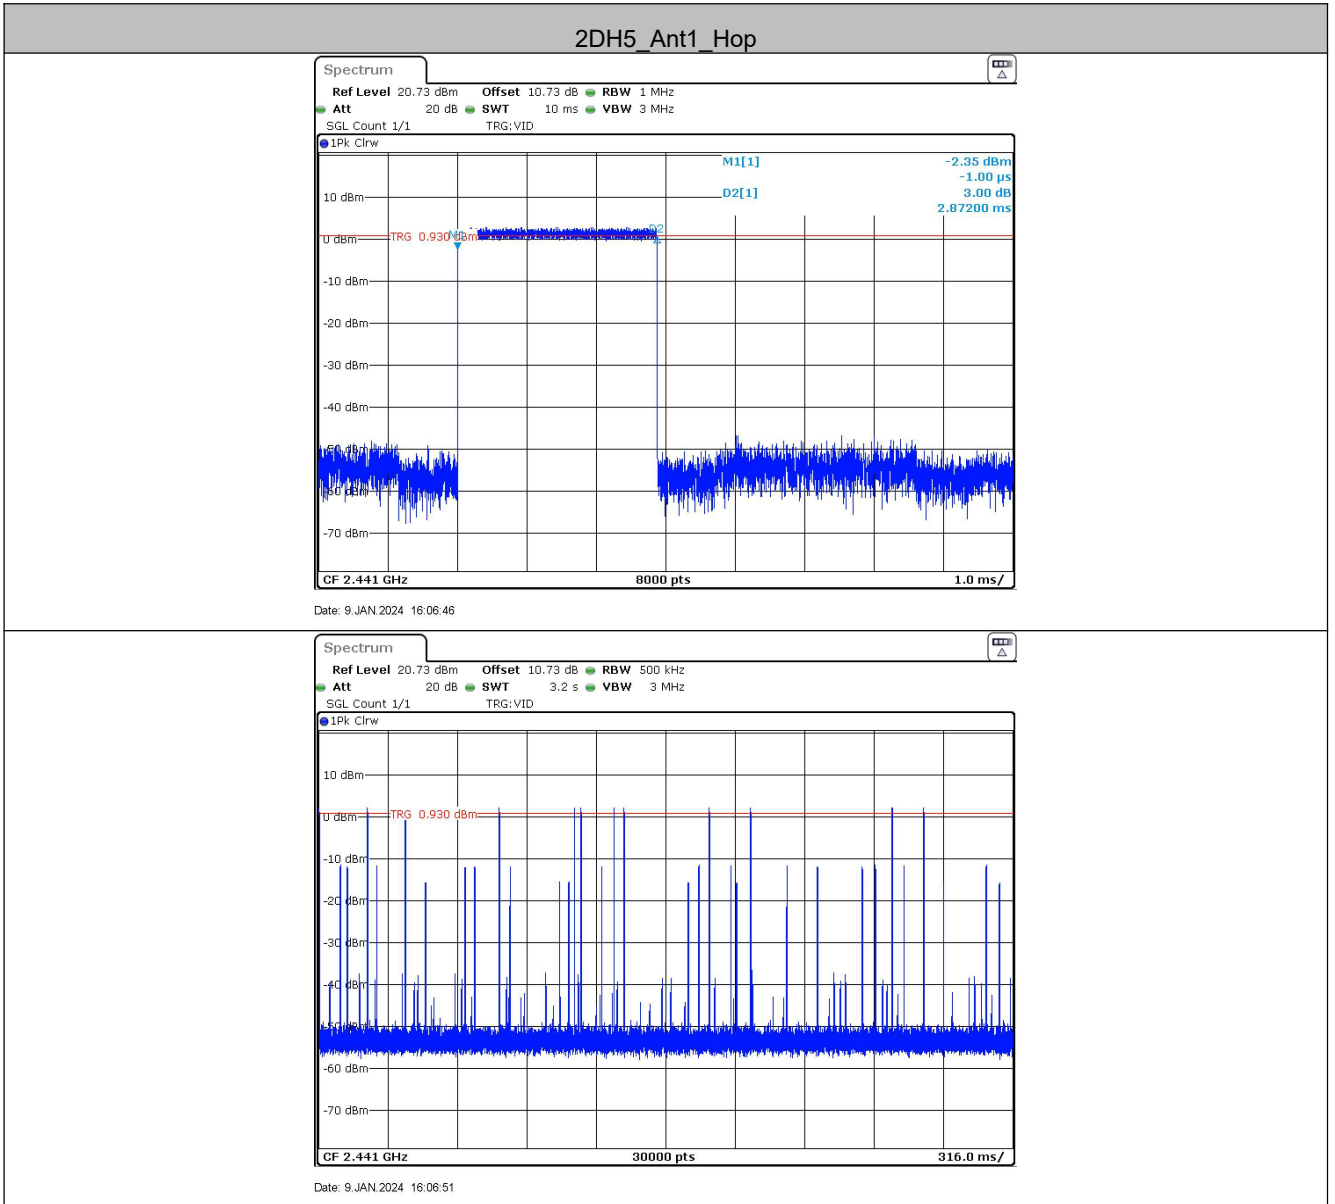 2DH5_Ant1_Hop
Spectrum
Ref Level 20.73 dBm Offset 10.73 dB RBW 1 MHz
Att 20 dB SWT 10 ms VBW 3 MHz
SGL Count 1/1 TRG:VID
1Pk Clrw
M1[1] -2.35 dBm
-1.00 µs
D2[1] 3.00 dB
2.87200 ms
10 dBm
TRG 0.930 dBm
D2
0 dBm
-10 dBm
-20 dBm
-30 dBm
-40 dBm
-50 dBm
-60 dBm
-70 dBm
CF 2.441 GHz 8000 pts 1.0 ms/
Date: 9.JAN.2024 16:06:46
Spectrum
Ref Level 20.73 dBm Offset 10.73 dB RBW 500 kHz
Att 20 dB SWT 3.2 s VBW 3 MHz
SGL Count 1/1 TRG:VID
1Pk Clrw
10 dBm
TRG 0.930 dBm
0 dBm
-10 dBm
-20 dBm
-30 dBm
-40 dBm
-50 dBm
-60 dBm
-70 dBm
CF 2.441 GHz 30000 pts 316.0 ms/
Date: 9.JAN.2024 16:06:51